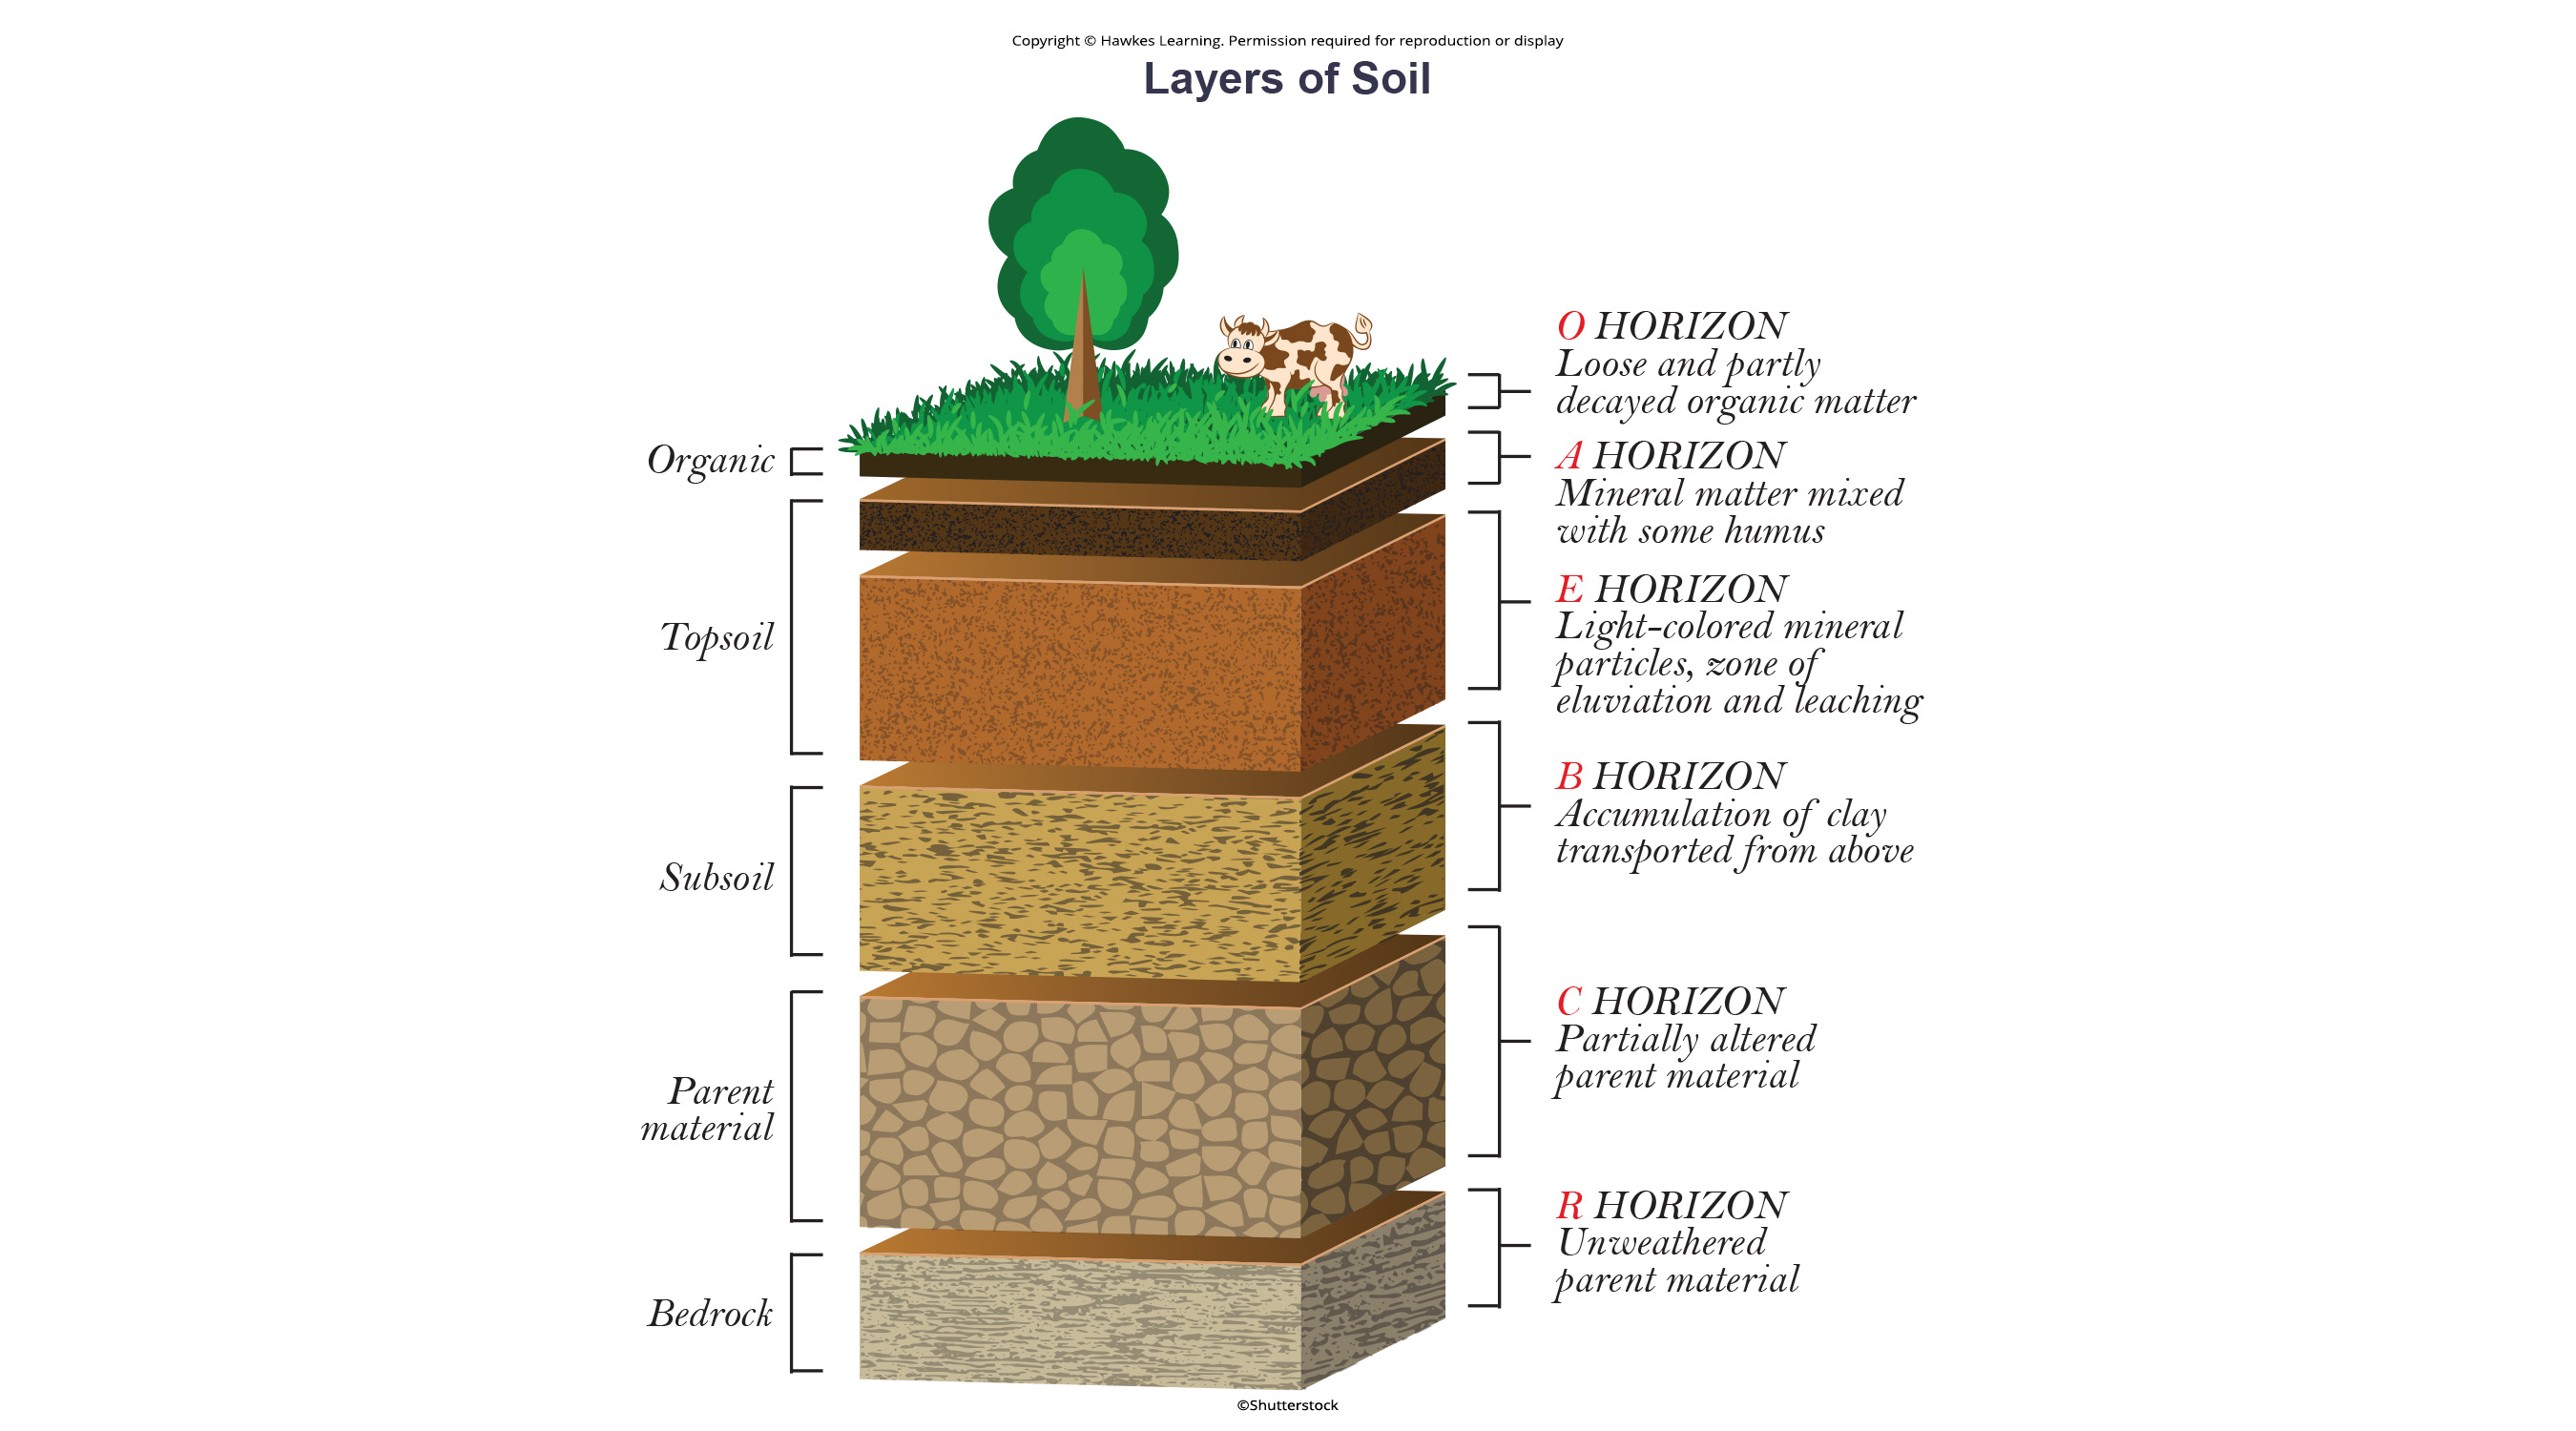 Copyright © Hawkes Learning. Permission required for reproduction or display
Layers of Soil
Organic
Topsoil
Subsoil
Parent
material
Bedrock
O HORIZON
Loose and partly
decayed organic matter
A HORIZON
Mineral matter mixed
with some humus
E HORIZON
Light-colored mineral
particles, zone of
eluviation and leaching
B HORIZON
Accumulation of clay
transported from above
C HORIZON
Partially altered
parent material
R HORIZON
Unweathered
parent material
©Shutterstock